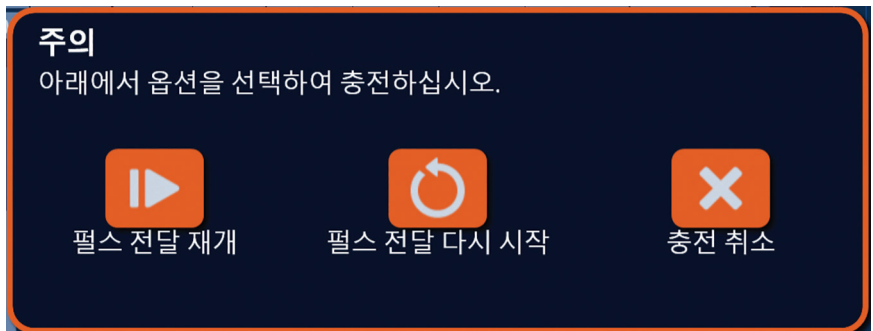 주의
아래에서 옵션을 선택하여 충전하십시오.
펄스 전달 재개
펄스 전달 다시 시작
충전 취소